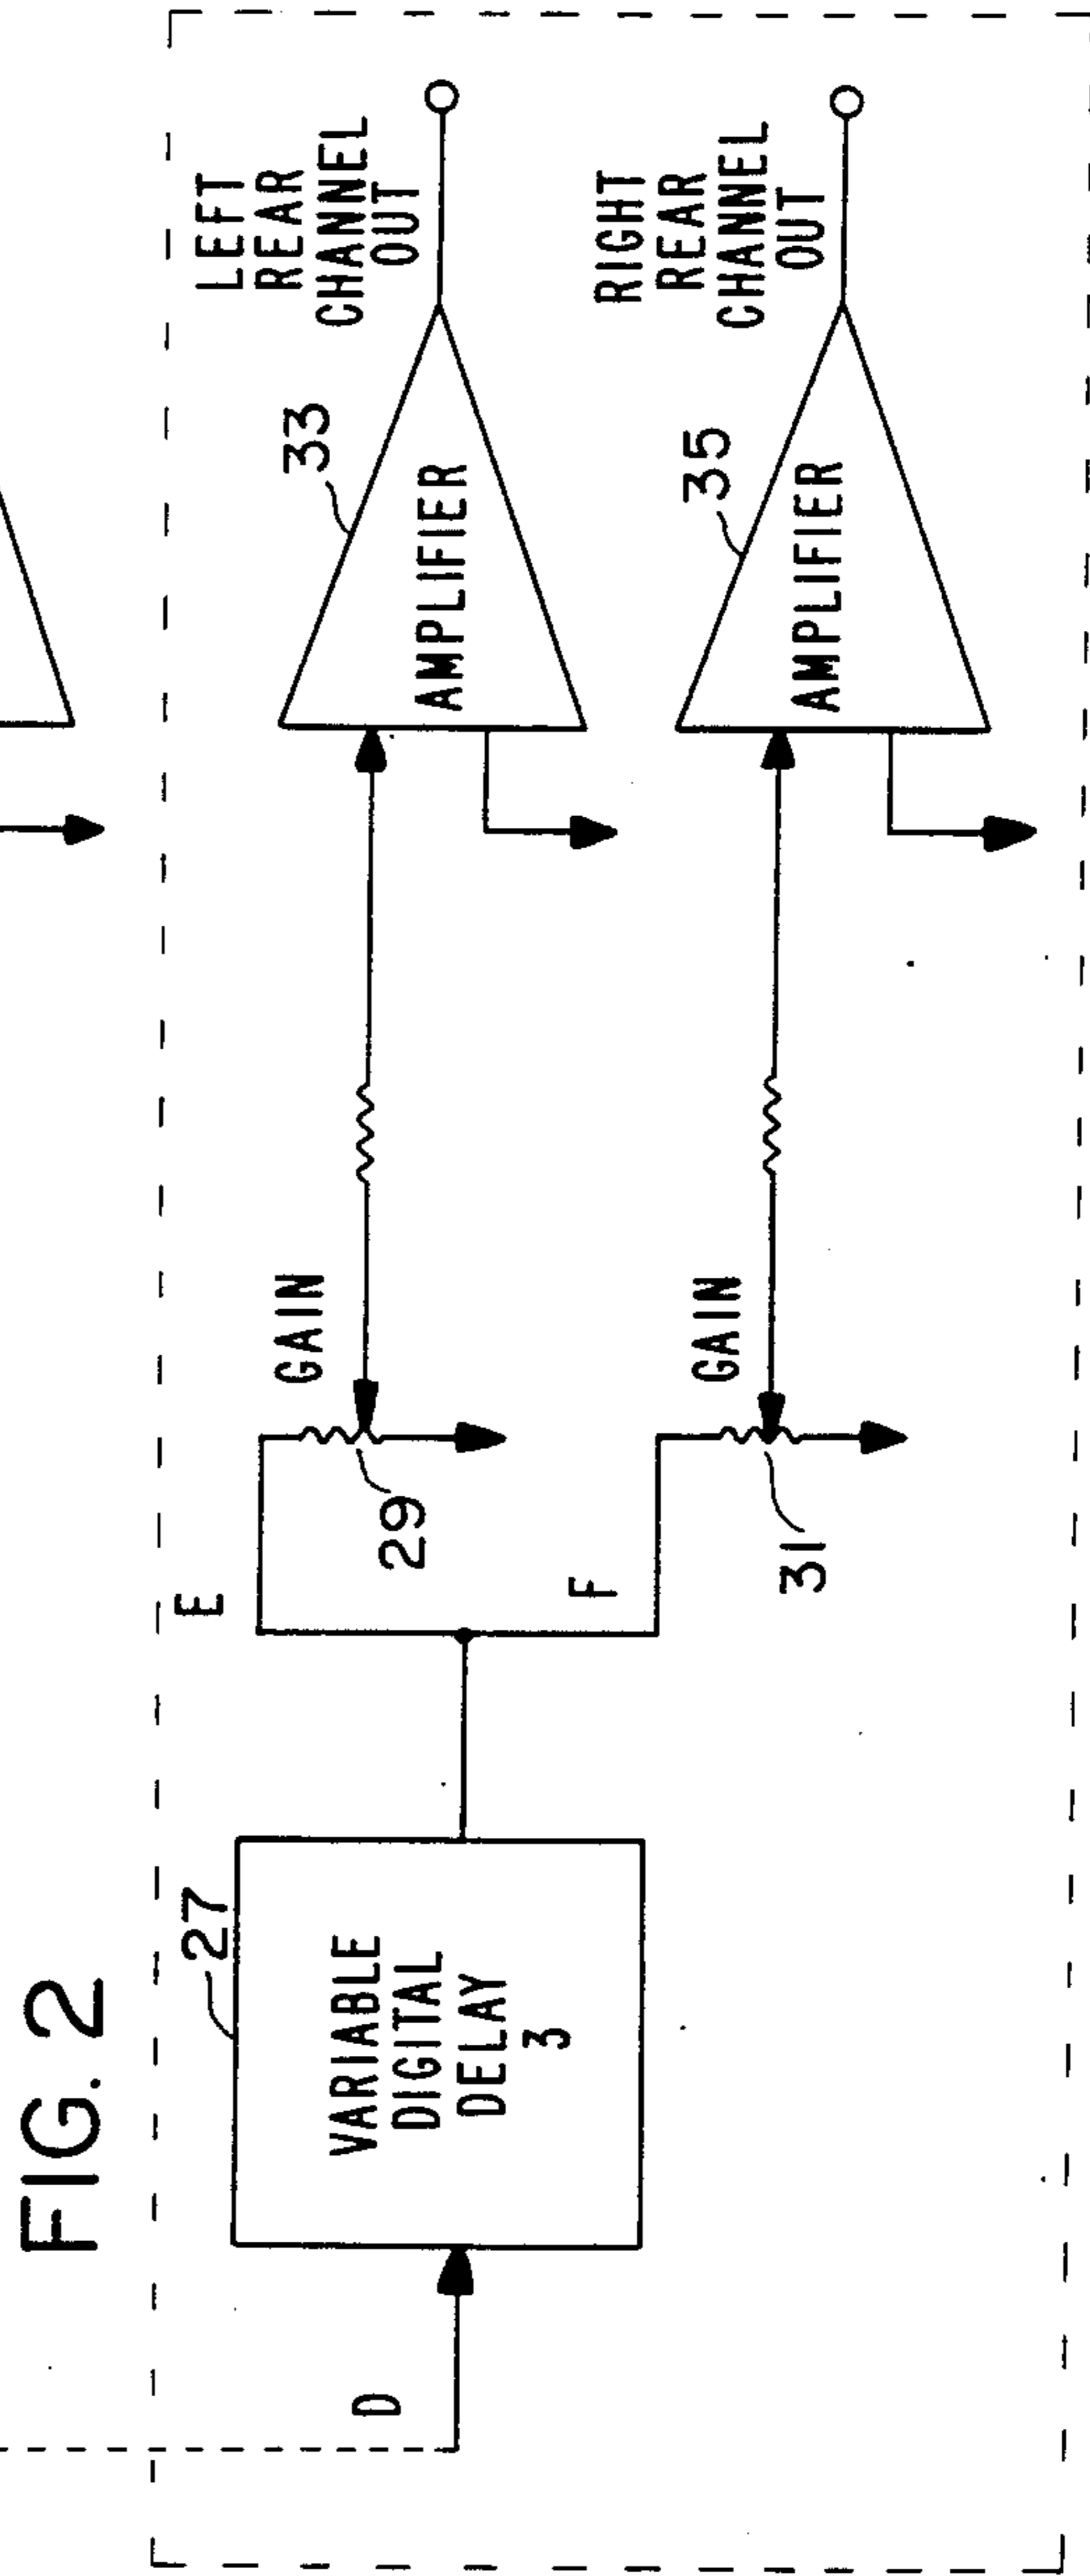 FIG. 2
D
27
VARIABLE
DIGITAL
DELAY
3
E
F
29
GAIN
31
GAIN
33
AMPLIFIER
LEFT
REAR
CHANNEL
OUT
35
AMPLIFIER
RIGHT
REAR
CHANNEL
OUT